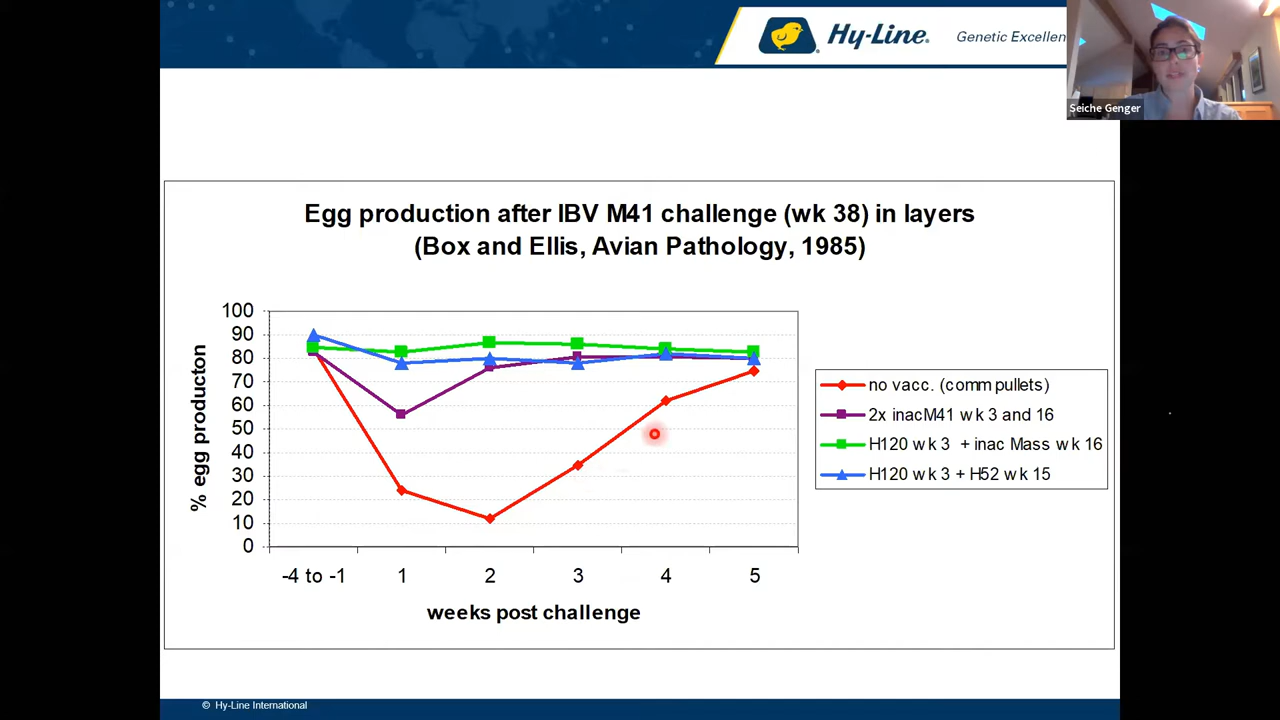 Hy-Line®
Genetic Excellen
Seiche Genger
Egg production after IBV M41 challenge (wk 38) in layers
(Box and Ellis, Avian Pathology, 1985)
% egg producton
100
90
80
70
60
50
40
30
20
10
0
-4 to -1 1 2 3 4 5
weeks post challenge
no vacc. (comm pullets)
2x inacM41 wk 3 and 16
H120 wk 3 + inac Mass wk 16
H120 wk 3 + H52 wk 15
© Hy-Line International